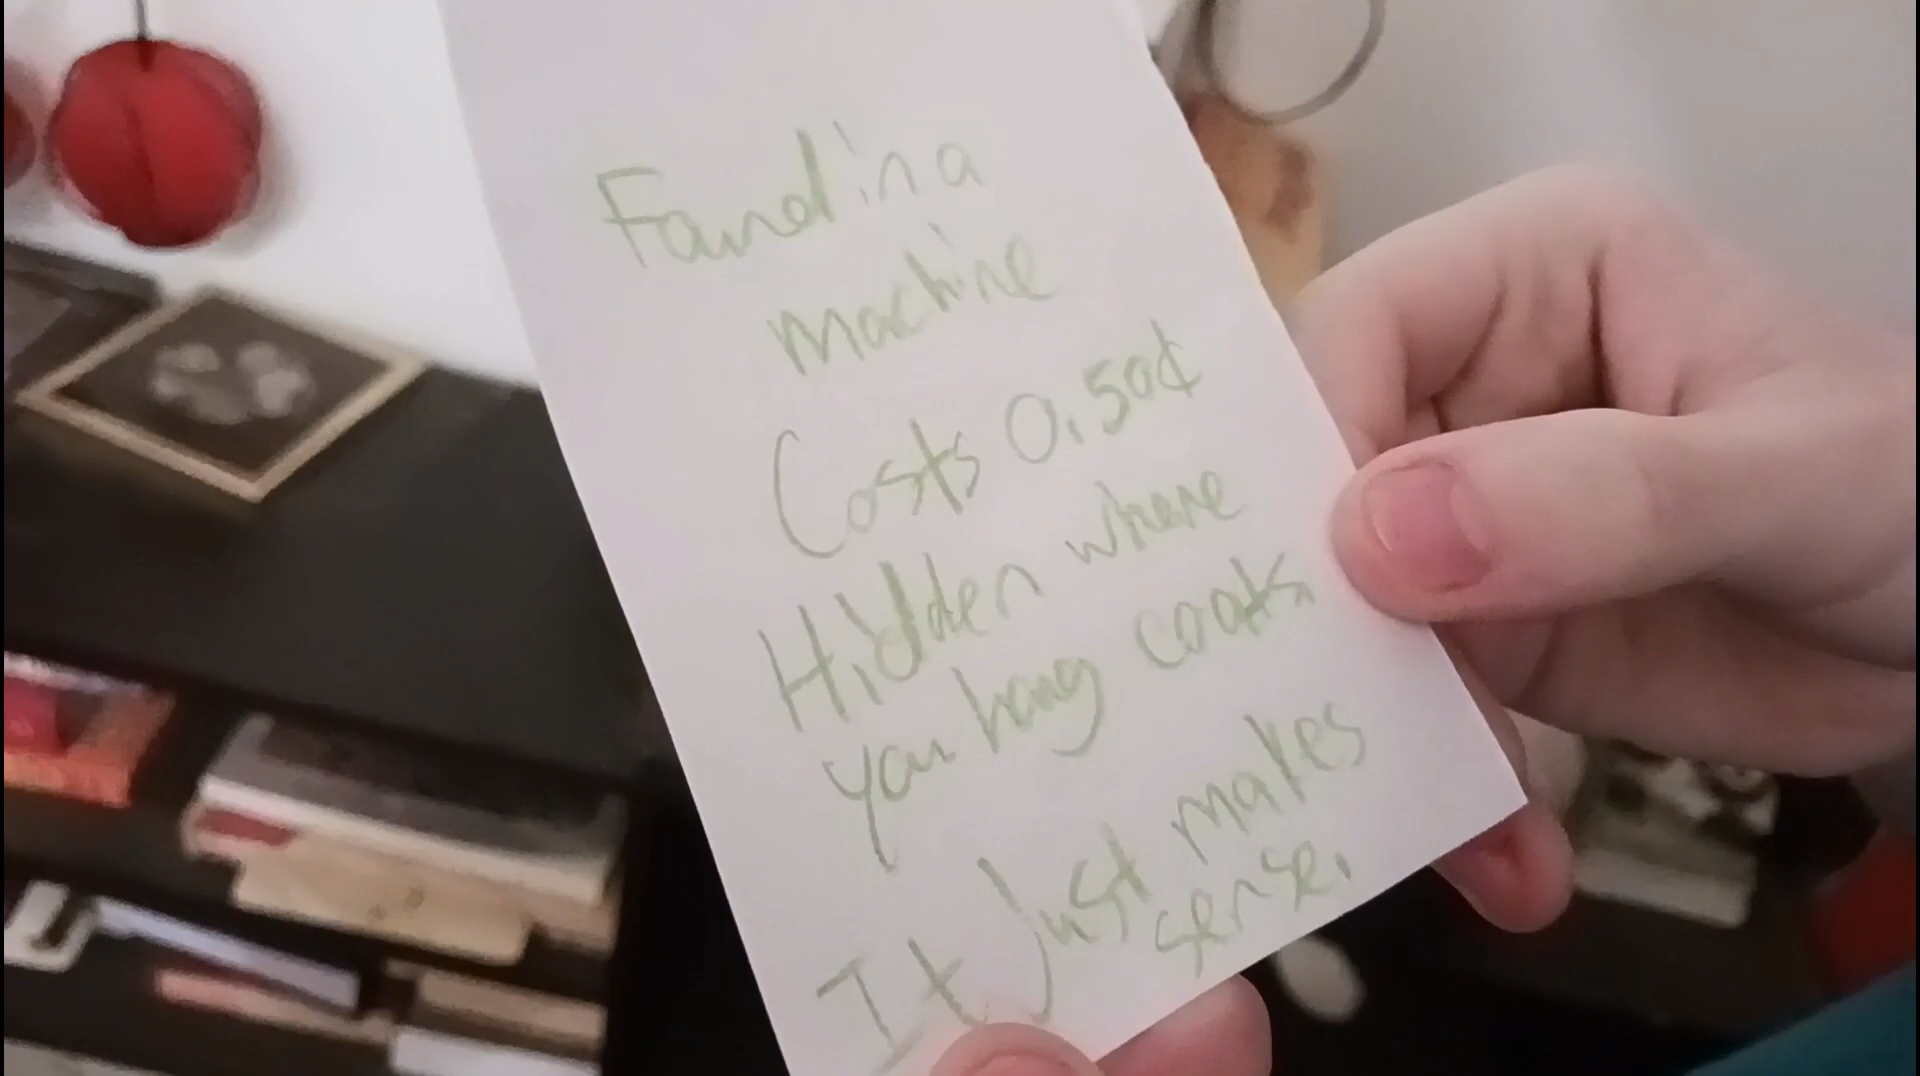 Found in a
machine
Costs 0.50¢
Hidden where
you hang coats
It just makes
sense.